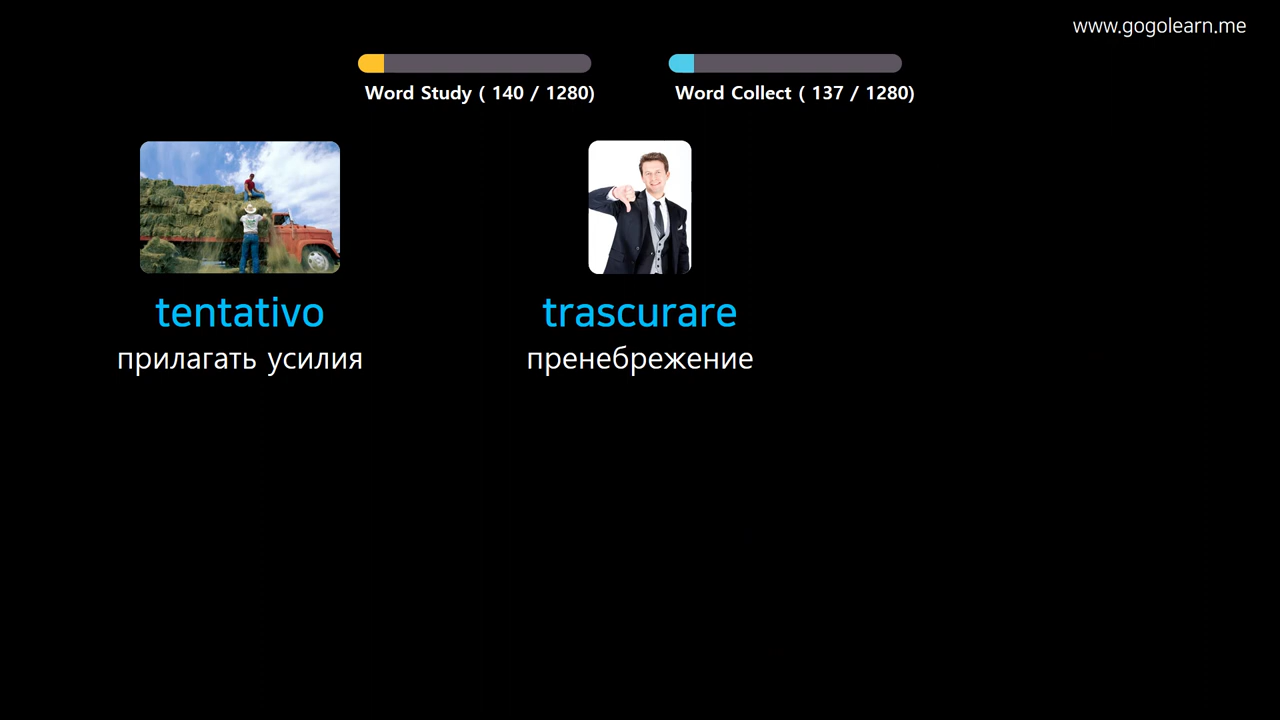 www.gogolearn.me
Word Study ( 140 / 1280)
Word Collect ( 137 / 1280)
tentativo
прилагать усилия
trascurare
пренебрежение